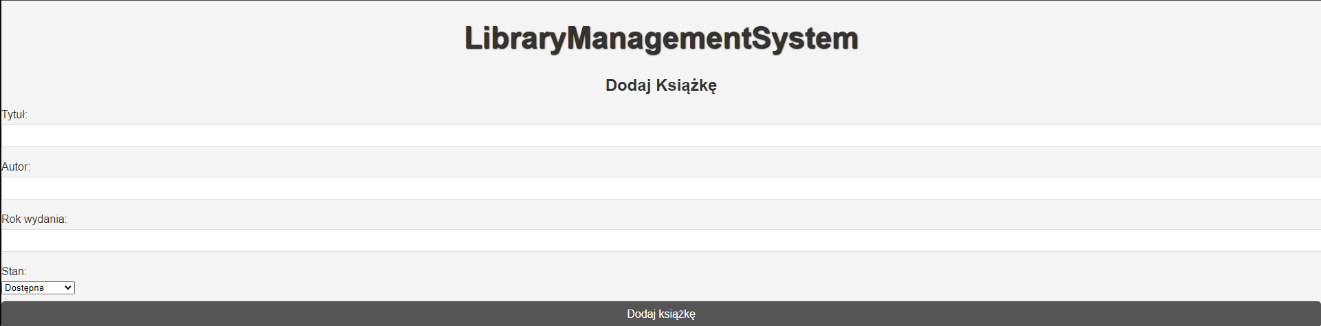 LibraryManagementSystem
Dodaj Książkę
Tytuł:
Autor:
Rok wydania:
Stan:
Dostępna
Dodaj książkę